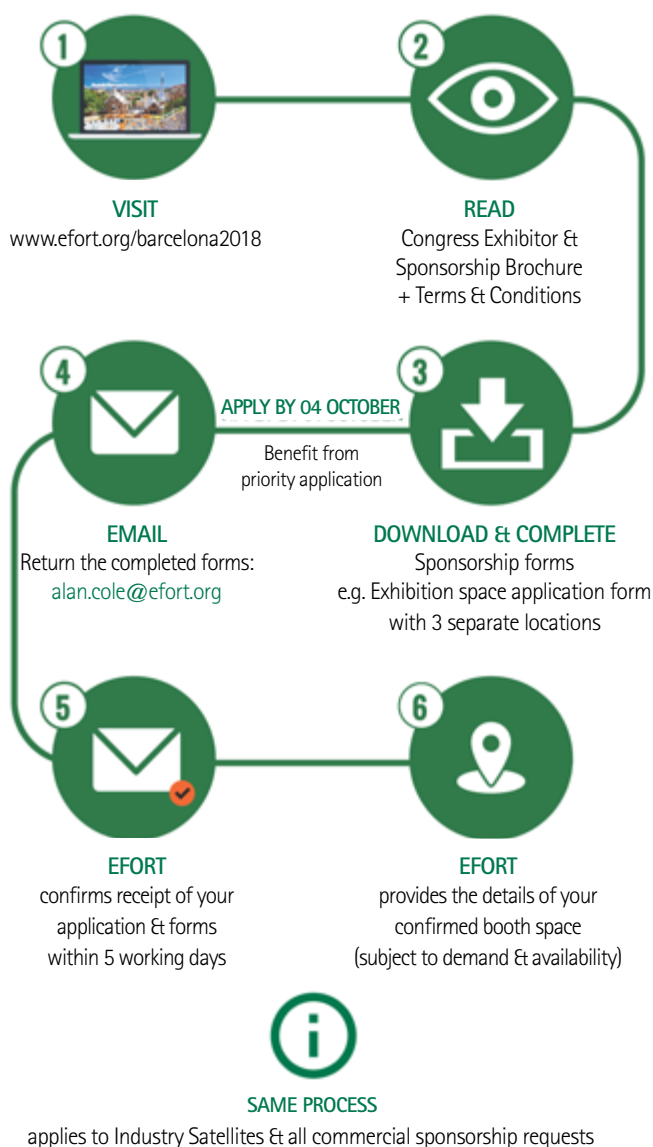 1
VISIT
www.efort.org/barcelona2018
2
READ
Congress Exhibitor &
Sponsorship Brochure
+ Terms & Conditions
3
DOWNLOAD & COMPLETE
Sponsorship forms
e.g. Exhibition space application form
with 3 separate locations
APPLY BY 04 OCTOBER
Benefit from
priority application
4
EMAIL
Return the completed forms:
alan.cole@efort.org
5
EFORT
confirms receipt of your
application & forms
within 5 working days
6
EFORT
provides the details of your
confirmed booth space
(subject to demand & availability)
i
SAME PROCESS
applies to Industry Satellites & all commercial sponsorship requests